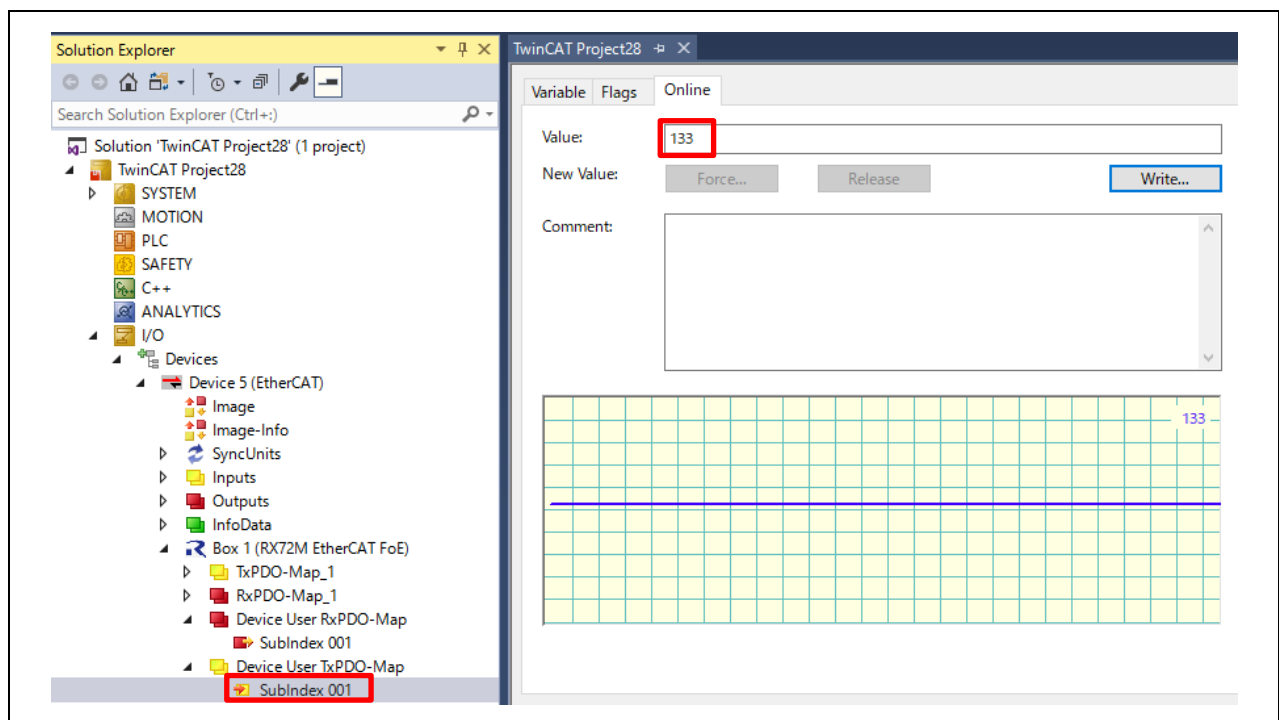 Solution Explorer
Search Solution Explorer (Ctrl+:)
Solution 'TwinCAT Project28' (1 project)
TwinCAT Project28
SYSTEM
MOTION
PLC
SAFETY
C++
ANALYTICS
I/O
Devices
Device 5 (EtherCAT)
Image
Image-Info
SyncUnits
Inputs
Outputs
InfoData
Box 1 (RX72M EtherCAT FoE)
TxPDO-Map_1
RxPDO-Map_1
Device User RxPDO-Map
SubIndex 001
Device User TxPDO-Map
SubIndex 001
TwinCAT Project28
Variable Flags Online
Value: 133
New Value: Force... Release Write...
Comment:
133